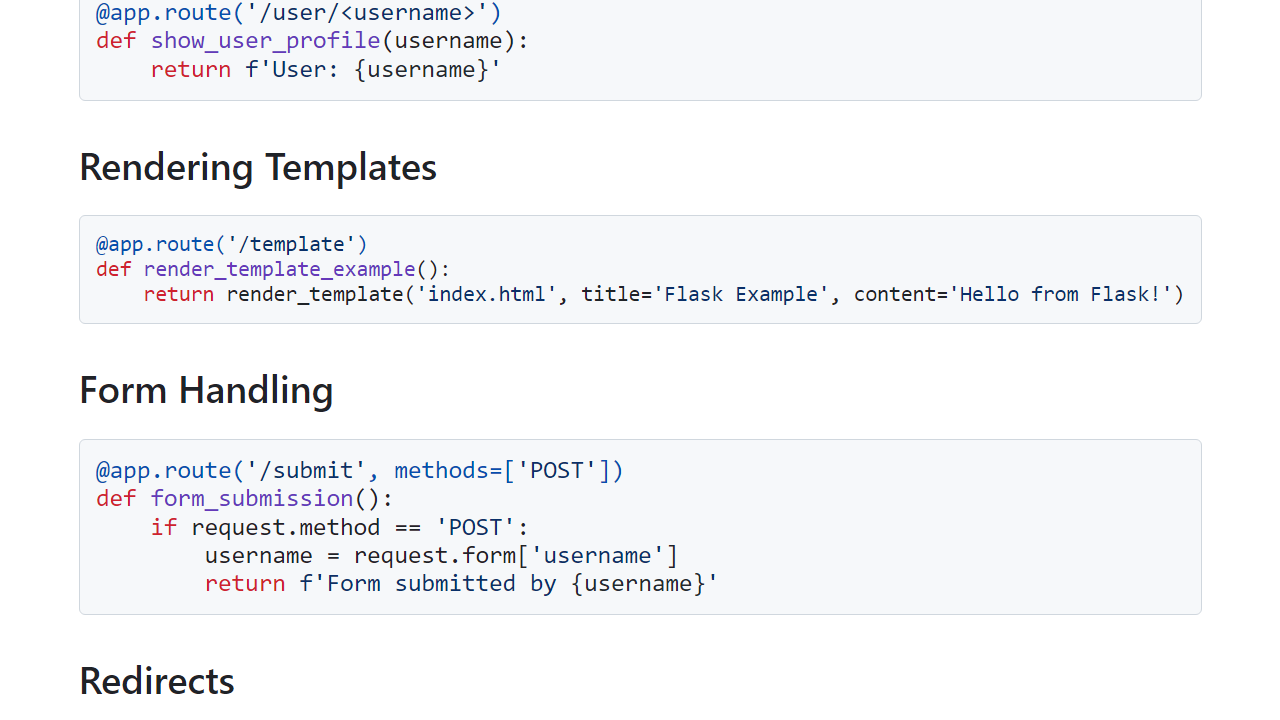 @app.route('/user/<username>')
def show_user_profile(username):
    return f'User: {username}'
Rendering Templates
@app.route('/template')
def render_template_example():
    return render_template('index.html', title='Flask Example', content='Hello from Flask!')
Form Handling
@app.route('/submit', methods=['POST'])
def form_submission():
    if request.method == 'POST':
        username = request.form['username']
        return f'Form submitted by {username}'
Redirects